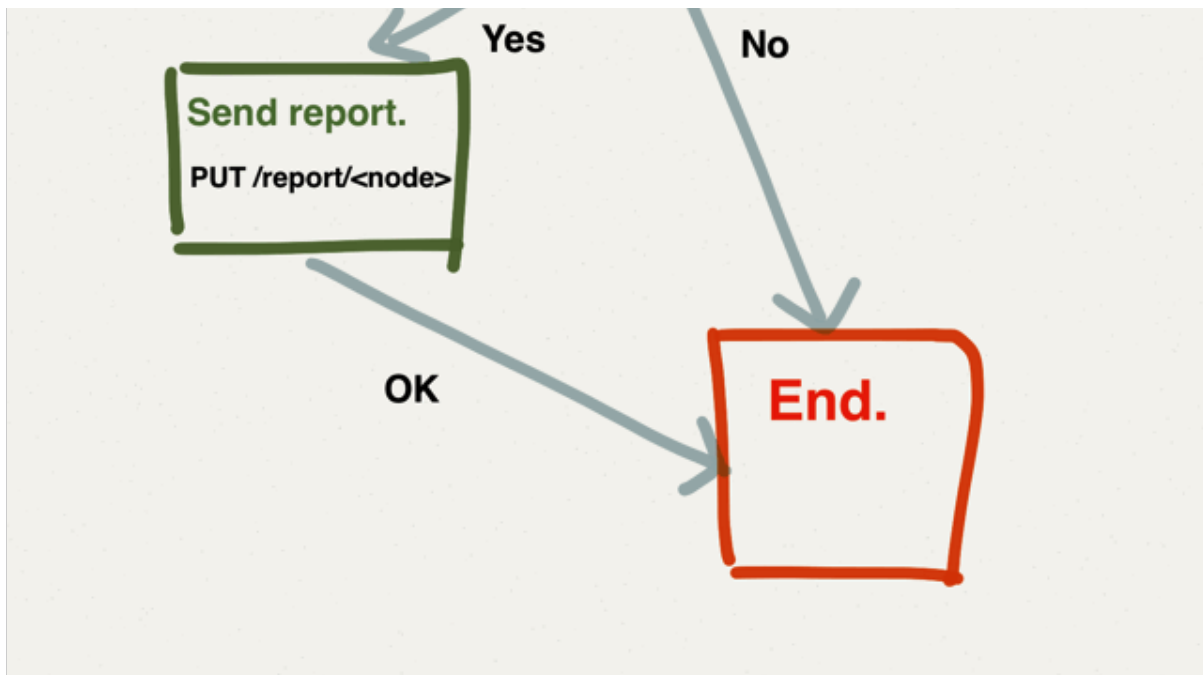 Yes
No
Send report.
PUT /report/<node>
OK
End.